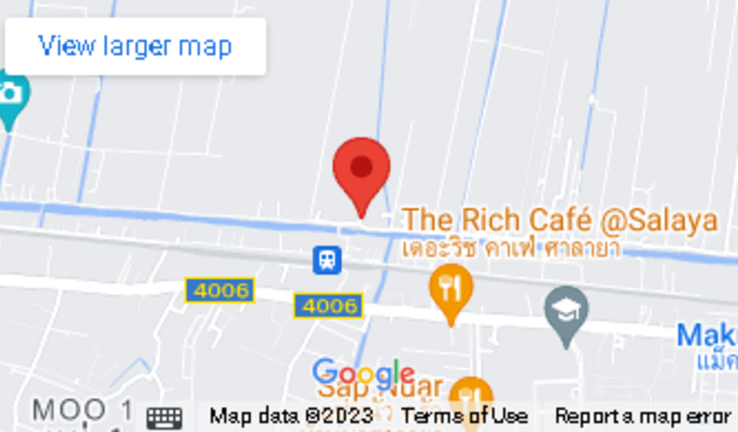 View larger map
The Rich Café @Salaya
เดอะริช คาเฟ่ ศาลายา
4006
4006
Mak
แม็ค
Google
Sap Nuar
MOO 1
Map data ©2023
Terms of Use
Report a map error